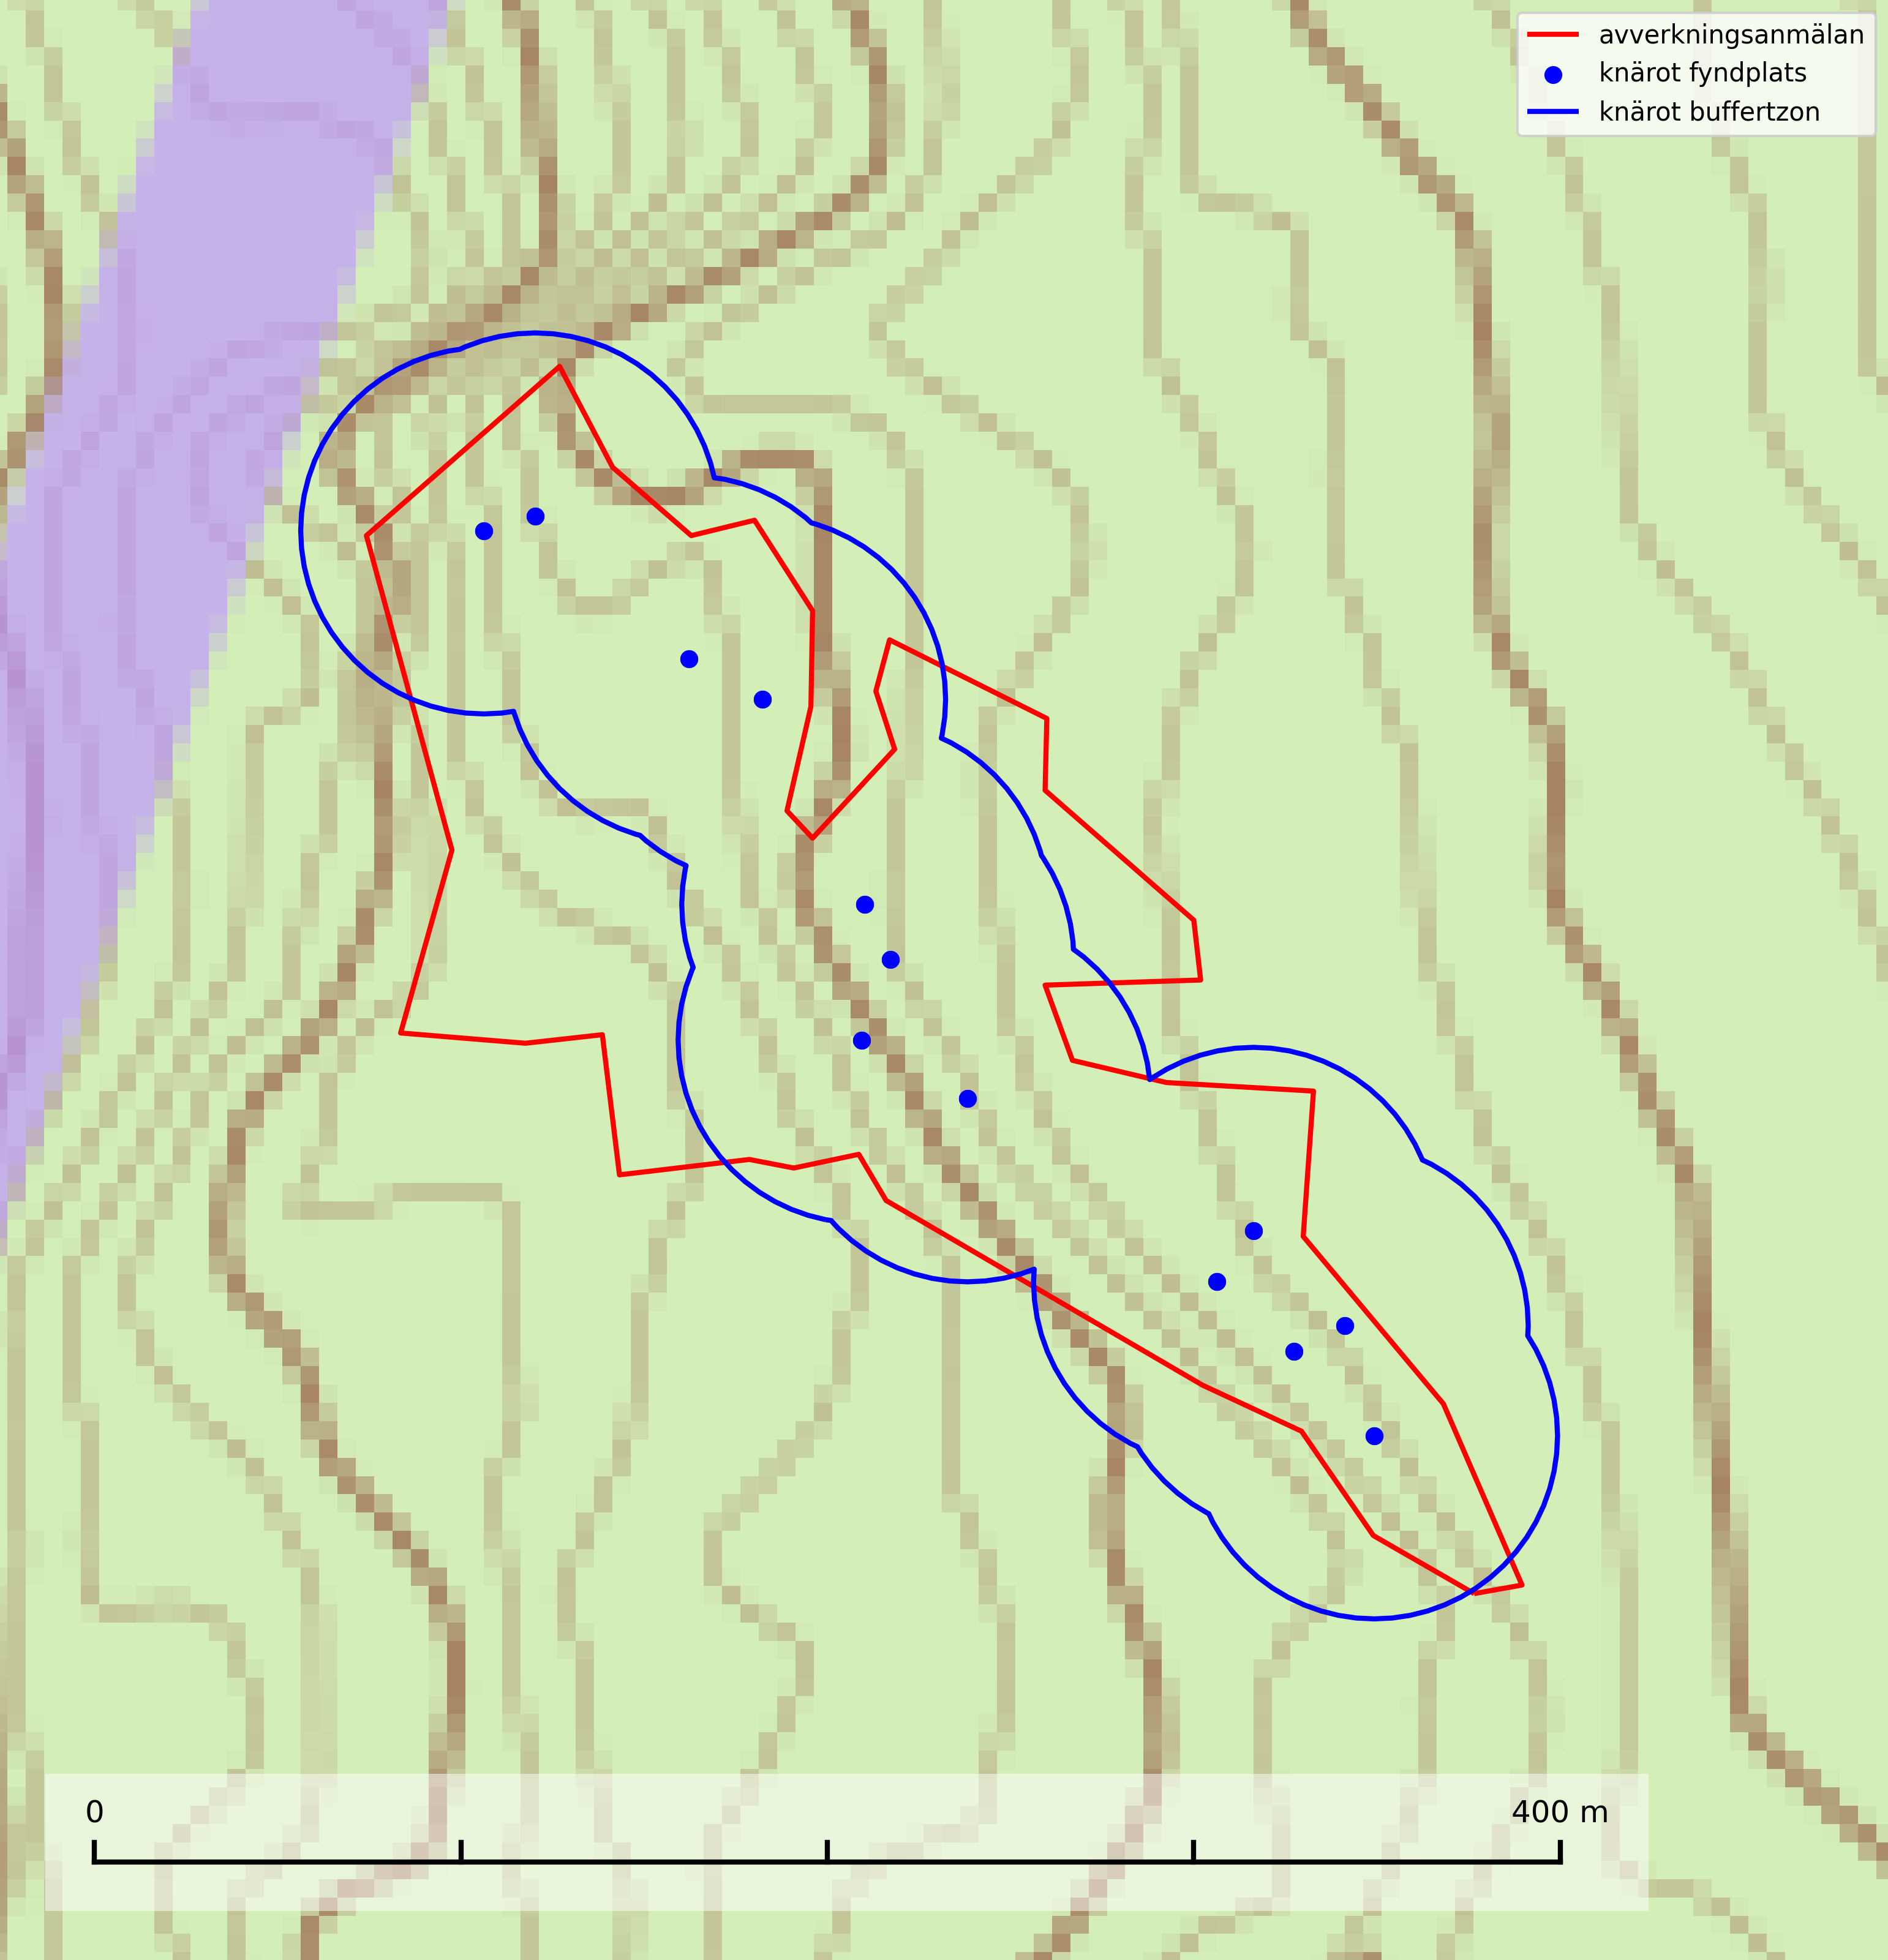 avverkningsanmälan
knärot fyndplats
knärot buffertzon
0
400 m